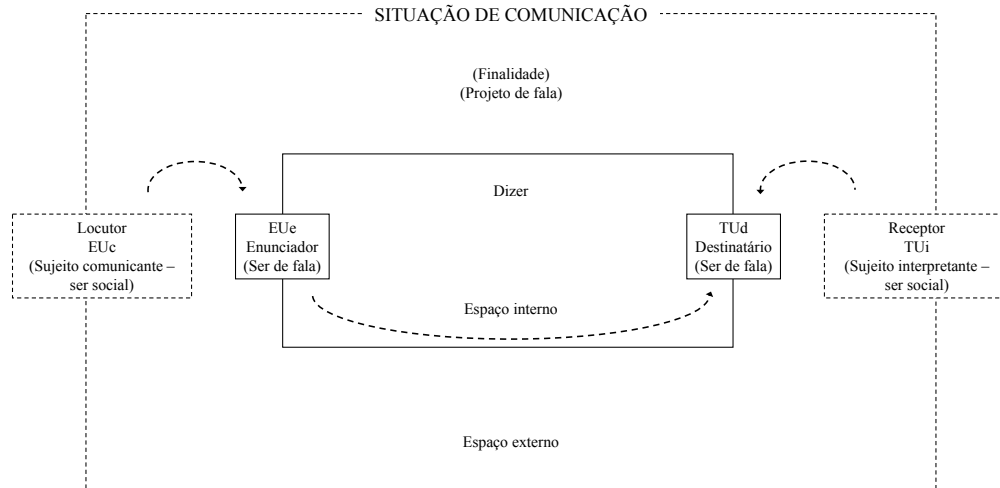 SITUAÇÃO DE COMUNICAÇÃO
(Finalidade)
(Projeto de fala)
Dizer
Locutor
EUc
(Sujeito comunicante –
ser social)
EUe
Enunciador
(Ser de fala)
TUd
Destinatário
(Ser de fala)
Receptor
TUi
(Sujeito interpretante –
ser social)
Espaço interno
Espaço externo